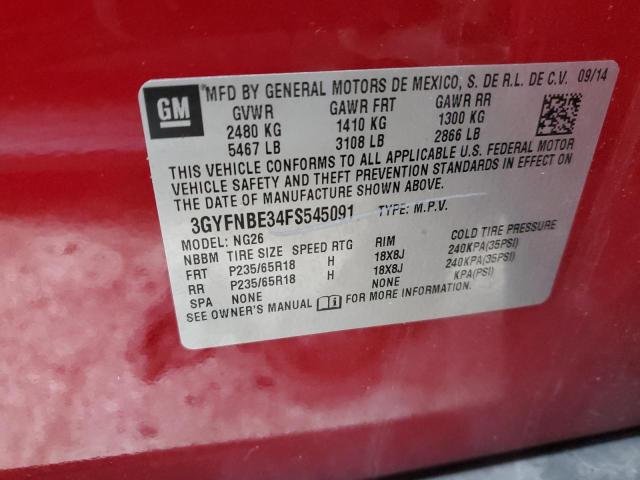 GM
MFD BY GENERAL MOTORS DE MEXICO, S. DE R.L. DE C.V. 09/14
GVWR GAWR FRT GAWR RR
2480 KG 1410 KG 1300 KG
5467 LB 3108 LB 2866 LB
THIS VEHICLE CONFORMS TO ALL APPLICABLE U.S. FEDERAL MOTOR
VEHICLE SAFETY AND THEFT PREVENTION STANDARDS IN EFFECT ON
THE DATE OF MANUFACTURE SHOWN ABOVE.
3GYFNBE34FS545091 TYPE: M.P.V.
MODEL: NG26
NBBM TIRE SIZE SPEED RTG RIM COLD TIRE PRESSURE
FRT P235/65R18 H 18X8J 240KPA(35PSI)
RR P235/65R18 H 18X8J 240KPA(35PSI)
SPA NONE NONE KPA(PSI)
SEE OWNER'S MANUAL FOR MORE INFORMATION.